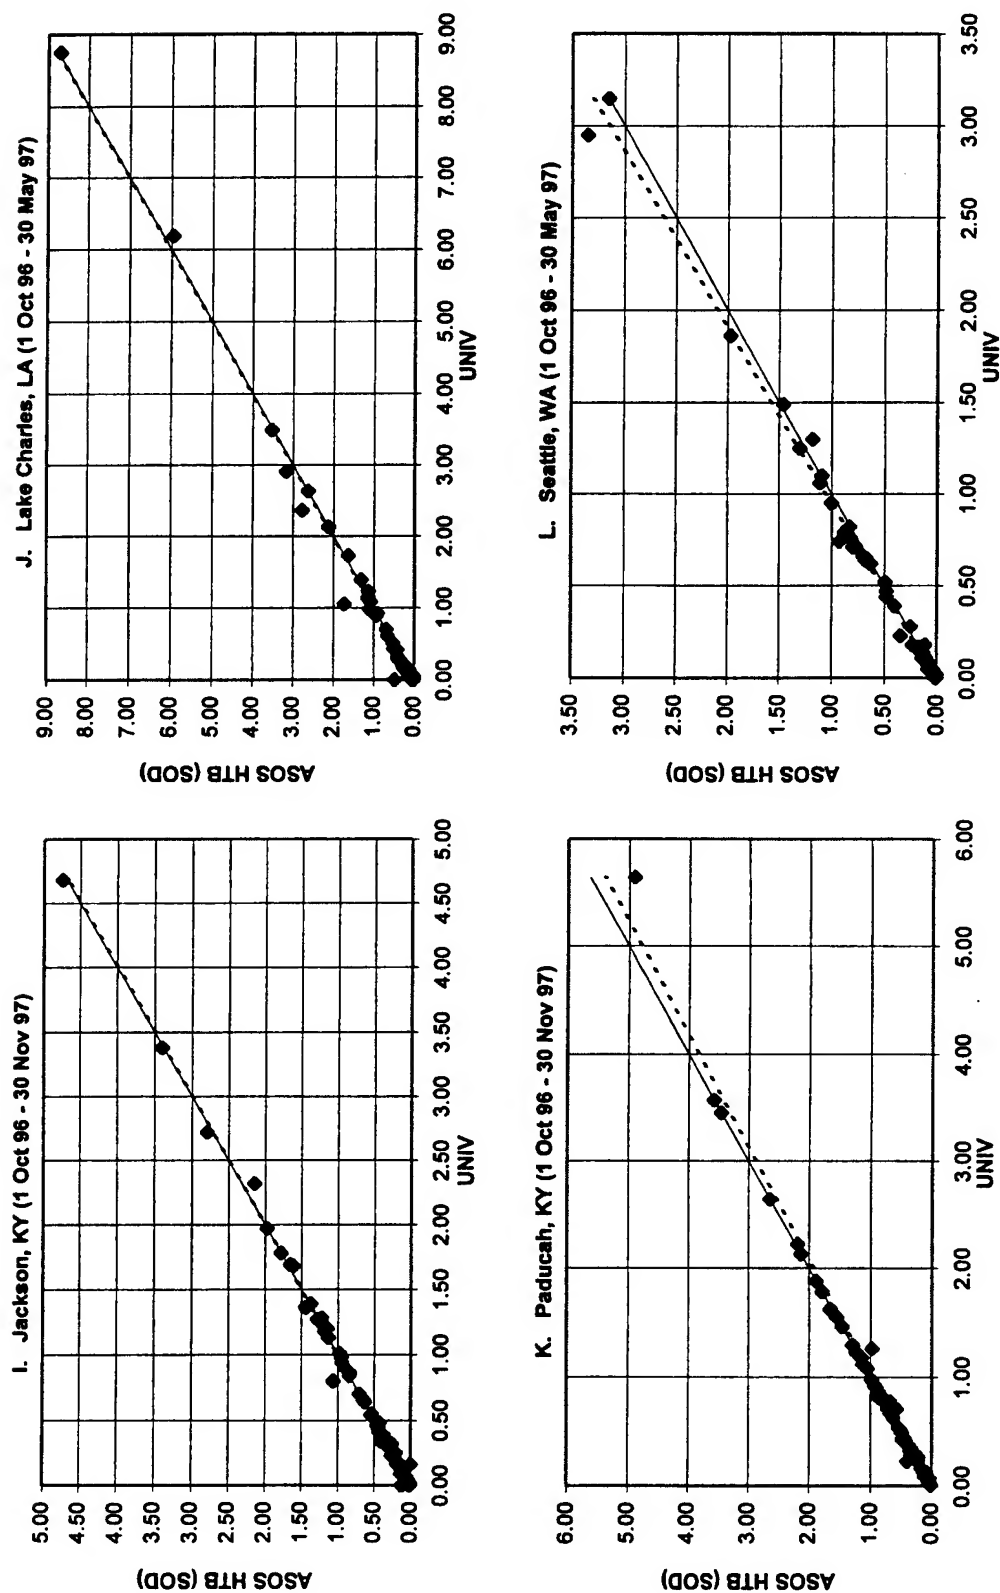 I. Jackson, KY (1 Oct 96 - 30 Nov 97)
ASOS HTB (SOD)
5.00
4.50
4.00
3.50
3.00
2.50
2.00
1.50
1.00
0.50
0.00
0.00 0.50 1.00 1.50 2.00 2.50 3.00 3.50 4.00 4.50 5.00
UNIV
J. Lake Charles, LA (1 Oct 96 - 30 May 97)
ASOS HTB (SOD)
9.00
8.00
7.00
6.00
5.00
4.00
3.00
2.00
1.00
0.00
0.00 1.00 2.00 3.00 4.00 5.00 6.00 7.00 8.00 9.00
UNIV
K. Paducah, KY (1 Oct 96 - 30 Nov 97)
ASOS HTB (SOD)
6.00
5.00
4.00
3.00
2.00
1.00
0.00
0.00 1.00 2.00 3.00 4.00 5.00 6.00
UNIV
L. Seattle, WA (1 Oct 96 - 30 May 97)
ASOS HTB (SOD)
3.50
3.00
2.50
2.00
1.50
1.00
0.50
0.00
0.00 0.50 1.00 1.50 2.00 2.50 3.00 3.50
UNIV